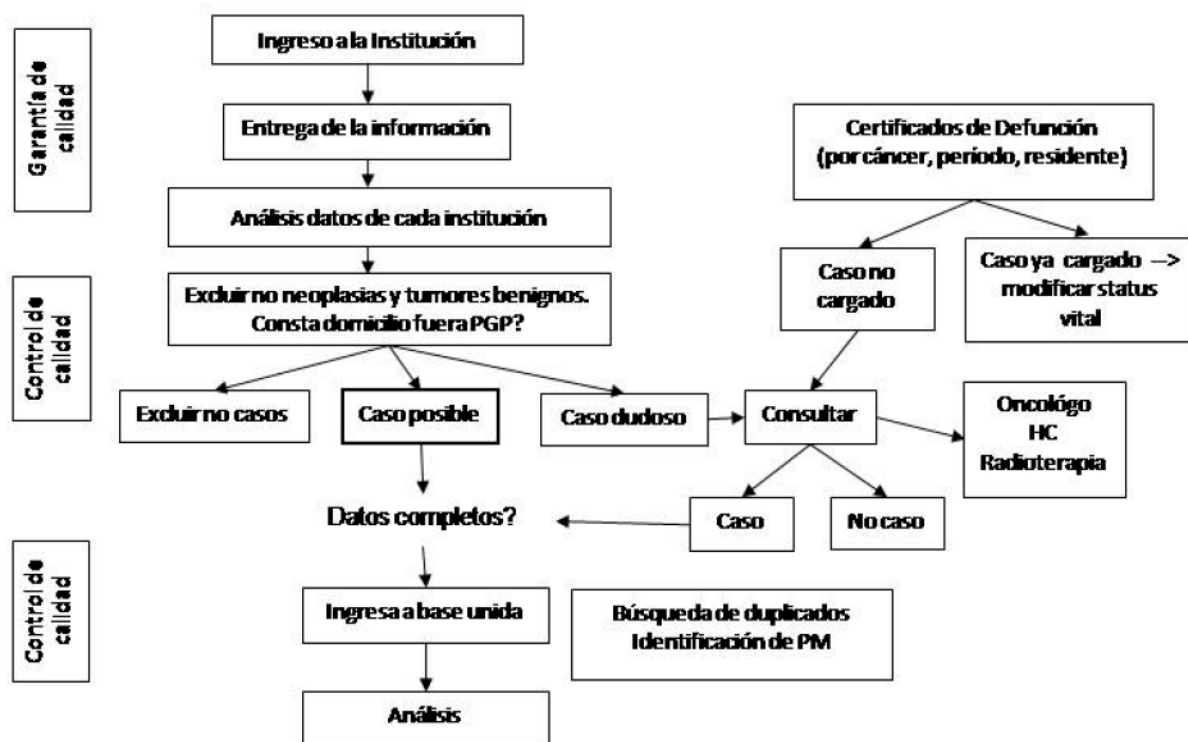 Garantía de
calidad
Ingreso a la Institución
Entrega de la información
Análisis datos de cada institución
Certificados de Defunción
(por cáncer, período, residente)
Caso no
cargado
Caso ya cargado -->
modificar status
vital
Control de
calidad
Excluir no neoplasias y tumores benignos.
Consta domicilio fuera PGP?
Excluir no casos
Caso posible
Caso dudoso
Consultar
Oncológo
HC
Radioterapia
Datos completos?
Caso
No caso
Control de
calidad
Ingresa a base unida
Búsqueda de duplicados
Identificación de PM
Análisis